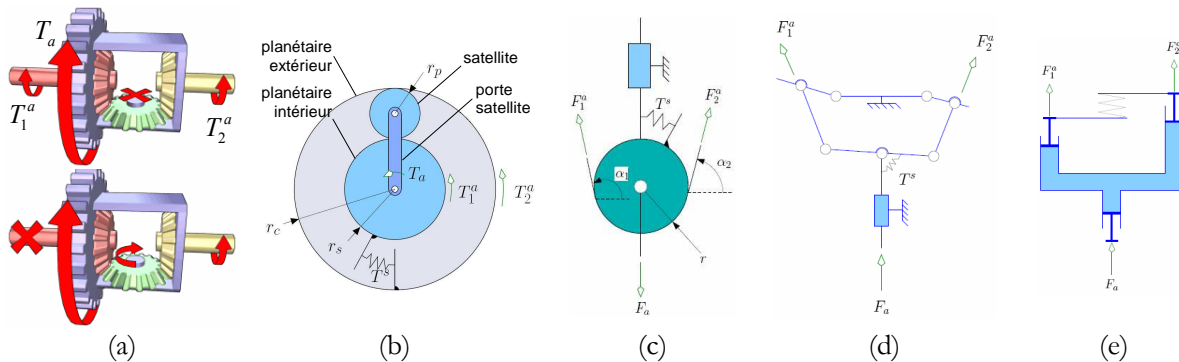 T_a
T_1^a
T_2^a
(a)
planétaire
extérieur
planétaire
intérieur
r_p
satellite
porte
satellite
T_a
T_1^a
T_2^a
r_c
r_s
T^s
(b)
F_1^a
T^s
F_2^a
α_1
α_2
r
F_a
(c)
F_1^a
F_2^a
T^s
F_a
(d)
F_1^a
F_2^a
F_a
(e)